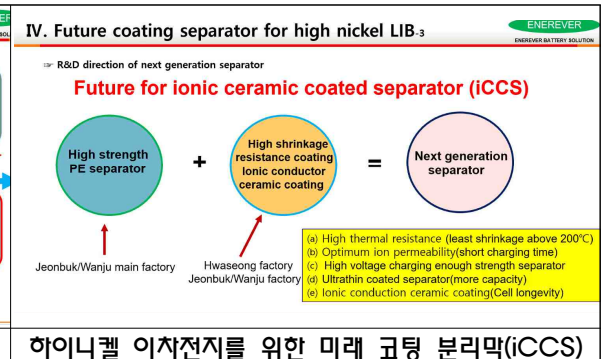 IV. Future coating separator for high nickel LIB-3
ENEREVER
ENEREVER BATTERY SOLUTION
☞ R&D direction of next generation separator
Future for ionic ceramic coated separator (iCCS)
High strength
PE separator
+
High shrinkage
resistance coating
Ionic conductor
ceramic coating
=
Next generation
separator
Jeonbuk/Wanju main factory
Hwaseong factory
Jeonbuk/Wanju factory
(a) High thermal resistance (least shrinkage above 200℃)
(b) Optimum ion permeability(short charging time)
(c) High voltage charging enough strength separator
(d) Ultrathin coated separator(more capacity)
(e) Ionic conduction ceramic coating(Cell longevity)
하이니켈 이차전지를 위한 미래 코팅 분리막(iCCS)